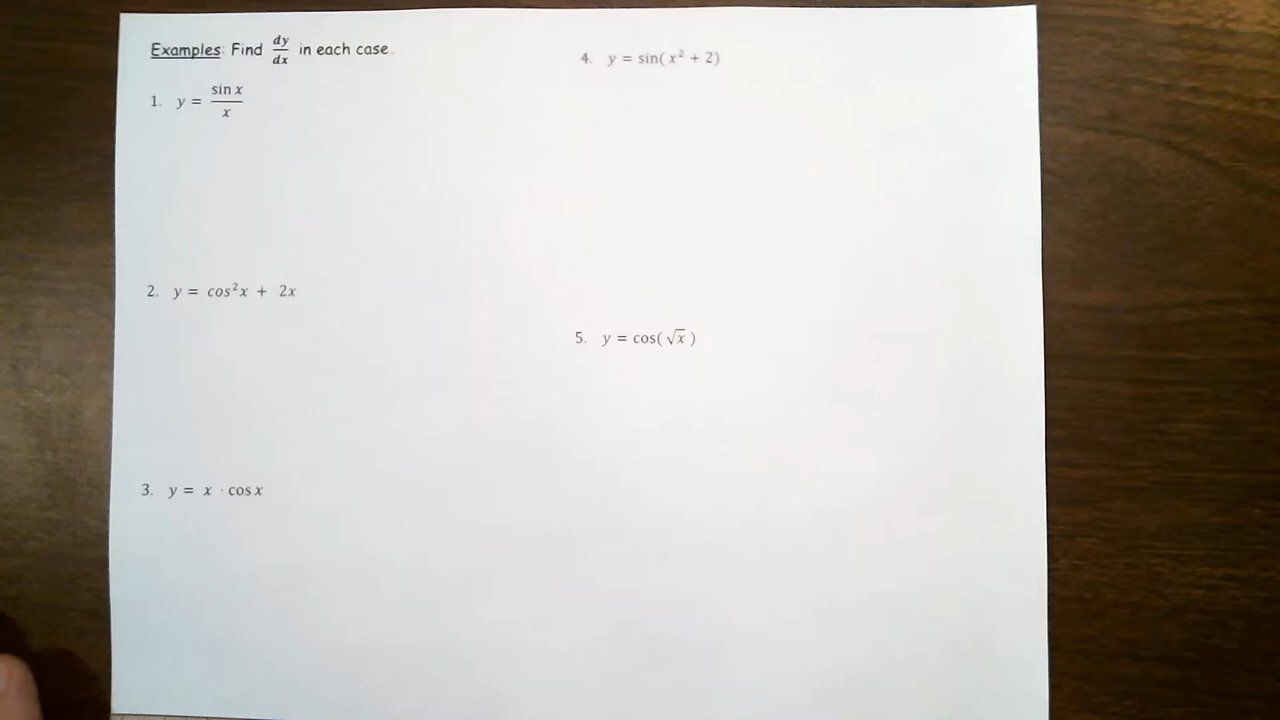 Examples: Find dy/dx in each case.
1. y = sin x / x
2. y = cos²x + 2x
3. y = x · cos x
4. y = sin(x² + 2)
5. y = cos(√x)